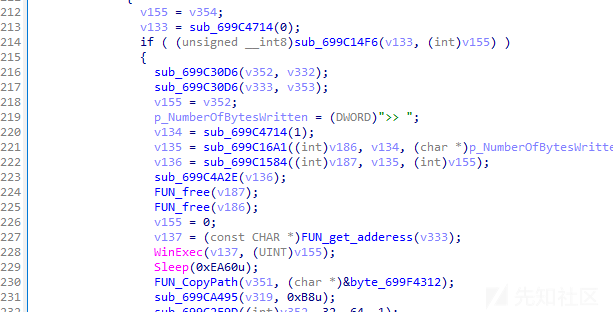 212 v155 = v354;
213 v133 = sub_699C4714(0);
214 if ( (unsigned __int8)sub_699C14F6(v133, (int)v155) )
215 {
216 sub_699C30D6(v352, v332);
217 sub_699C30D6(v333, v353);
218 v155 = v352;
219 p_NumberOfBytesWritten = (DWORD)">> ";
220 v134 = sub_699C4714(1);
221 v135 = sub_699C16A1((int)v186, v134, (char *)p_NumberOfBytesWritte
222 v136 = sub_699C1584((int)v187, v135, (int)v155);
223 sub_699C4A2E(v136);
224 FUN_free(v187);
225 FUN_free(v186);
226 v155 = 0;
227 v137 = (const CHAR *)FUN_get_adderess(v333);
228 WinExec(v137, (UINT)v155);
229 Sleep(0xEA60u);
230 FUN_CopyPath(v351, (char *)&byte_699F4312);
231 sub_699CA495(v319, 0xB8u);
先知社区